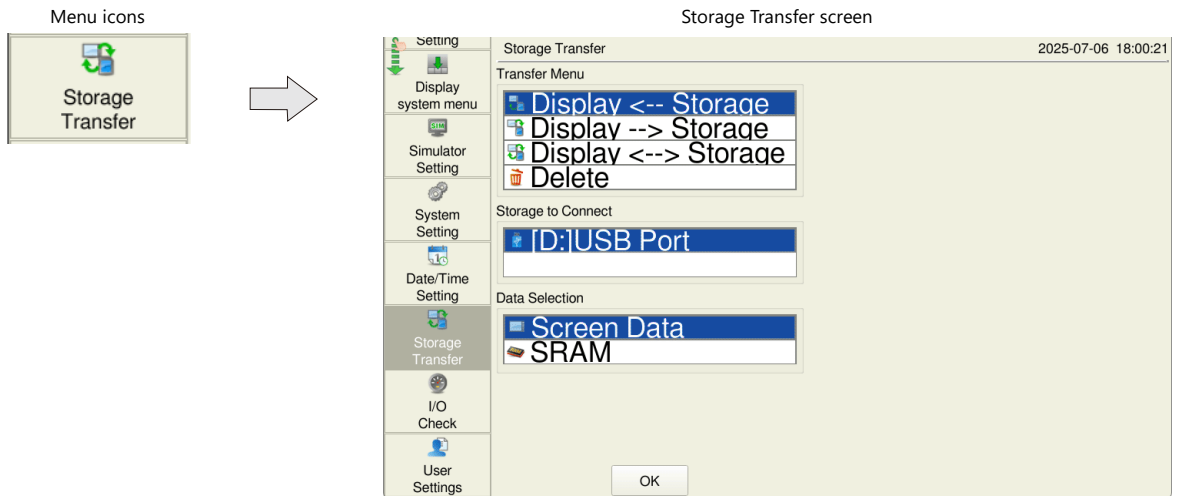 Menu icons
Storage Transfer screen
Storage
Transfer
Setting
Display
system menu
SIM
Simulator
Setting
System
Setting
Date/Time
Setting
Storage
Transfer
I/O
Check
User
Settings
Storage Transfer
2025-07-06 18:00:21
Transfer Menu
Display <-- Storage
Display --> Storage
Display <--> Storage
Delete
Storage to Connect
[D:]USB Port
Data Selection
Screen Data
SRAM
OK